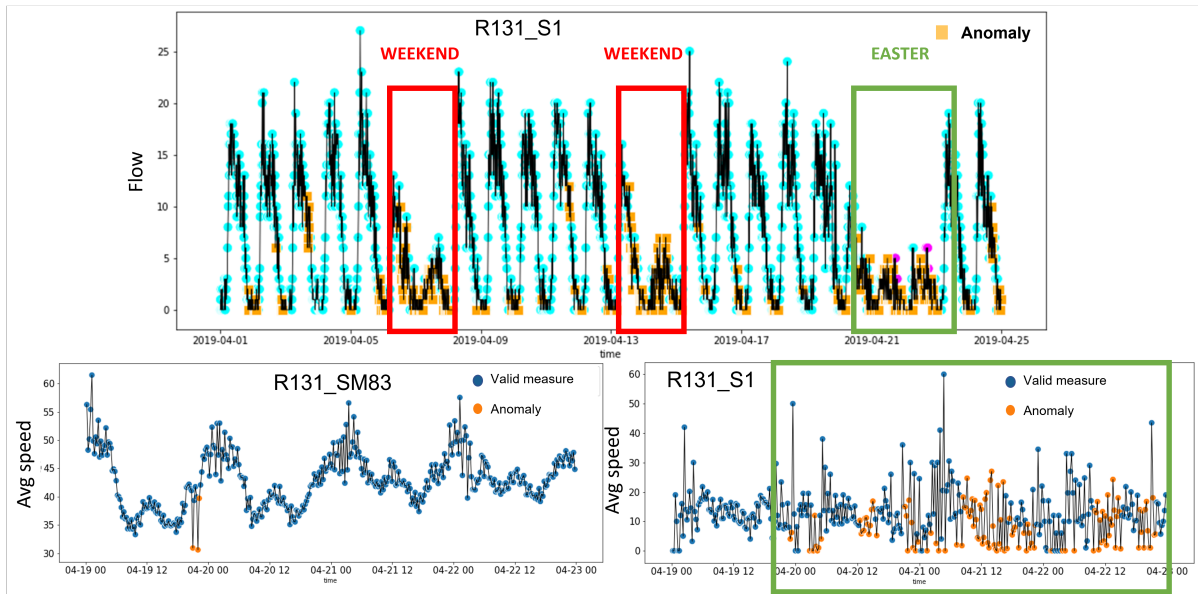 R131_S1
Anomaly
WEEKEND
WEEKEND
EASTER
Flow
25
20
15
10
5
0
2019-04-01
2019-04-05
2019-04-09
2019-04-13
2019-04-17
2019-04-21
2019-04-25
time
R131_SM83
Valid measure
Anomaly
Avg speed
60
55
50
45
40
35
30
04-19 00
04-19 12
04-20 00
04-20 12
04-21 00
04-21 12
04-22 00
04-22 12
04-23 00
time
R131_S1
Valid measure
Anomaly
Avg speed
60
50
40
30
20
10
0
04-19 00
04-19 12
04-20 00
04-20 12
04-21 00
04-21 12
04-22 00
04-22 12
04-23 00
time